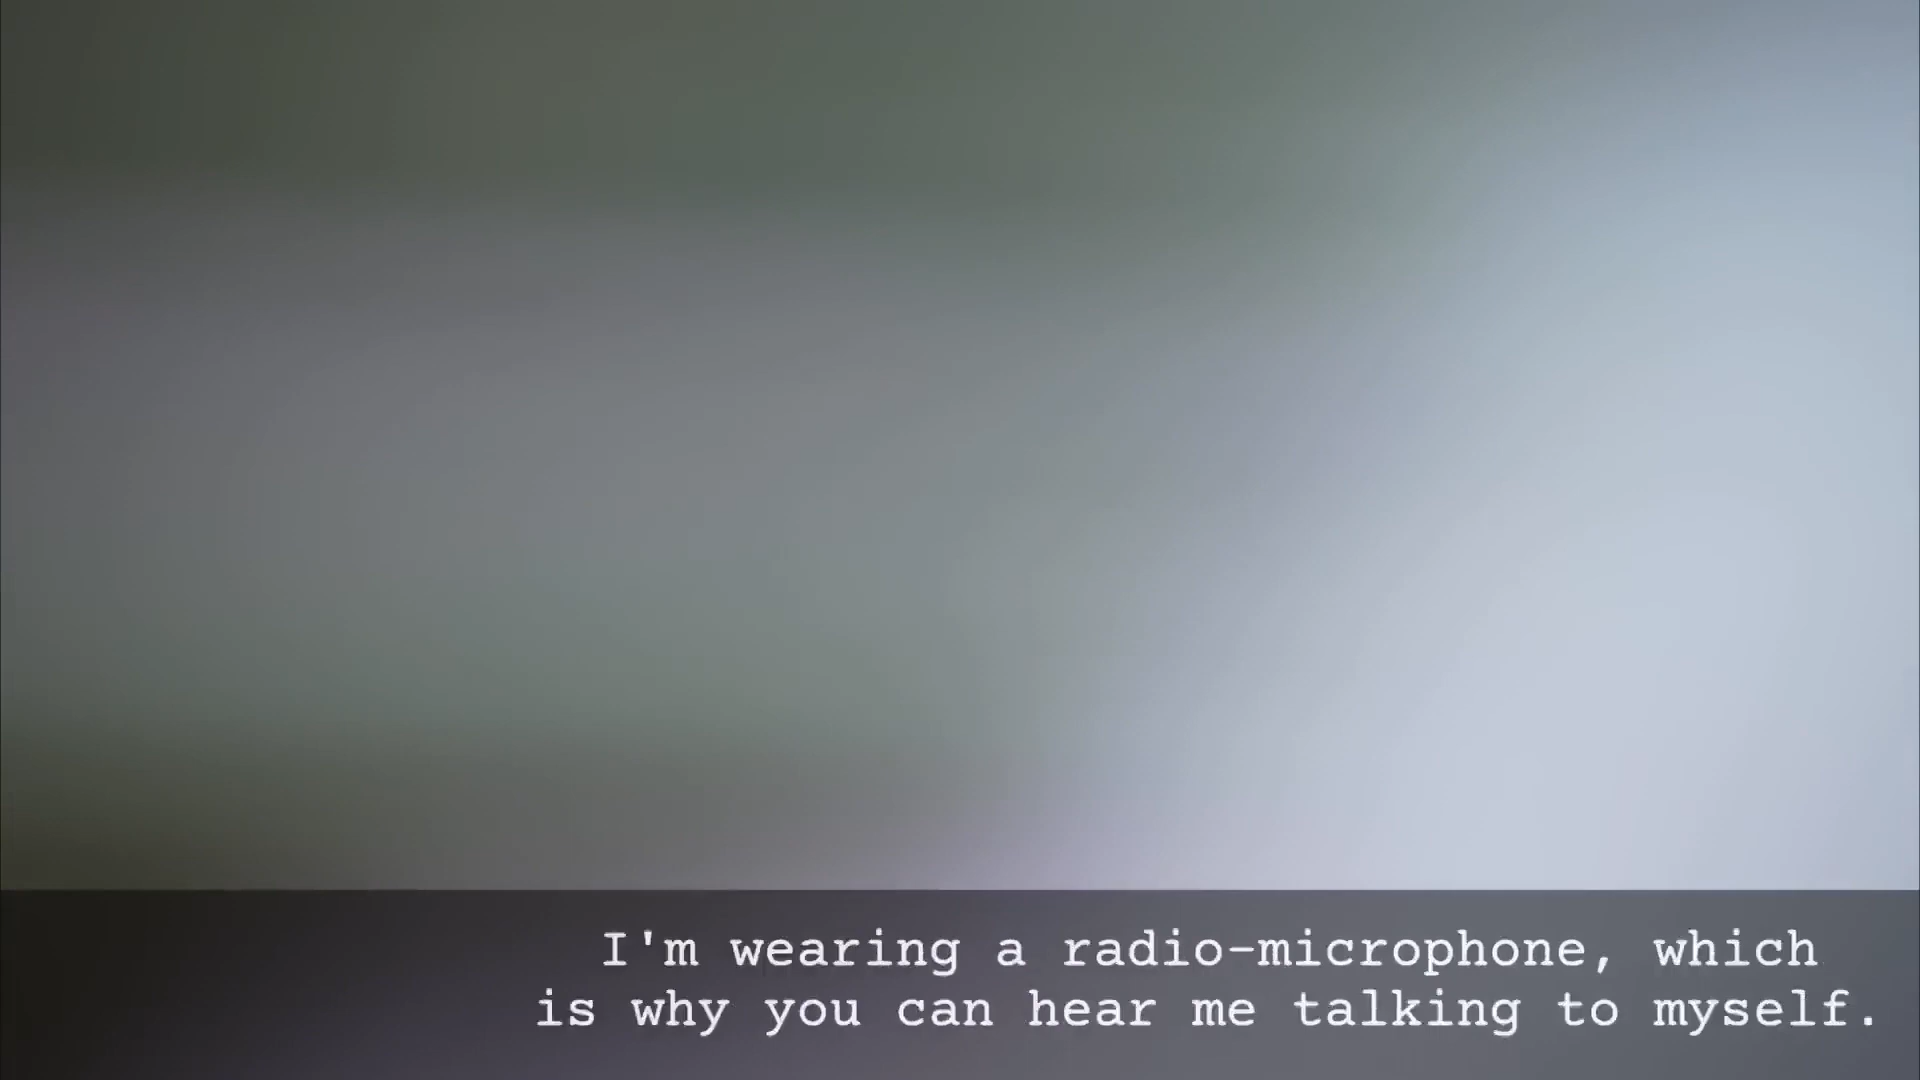 I'm wearing a radio-microphone, which
is why you can hear me talking to myself.